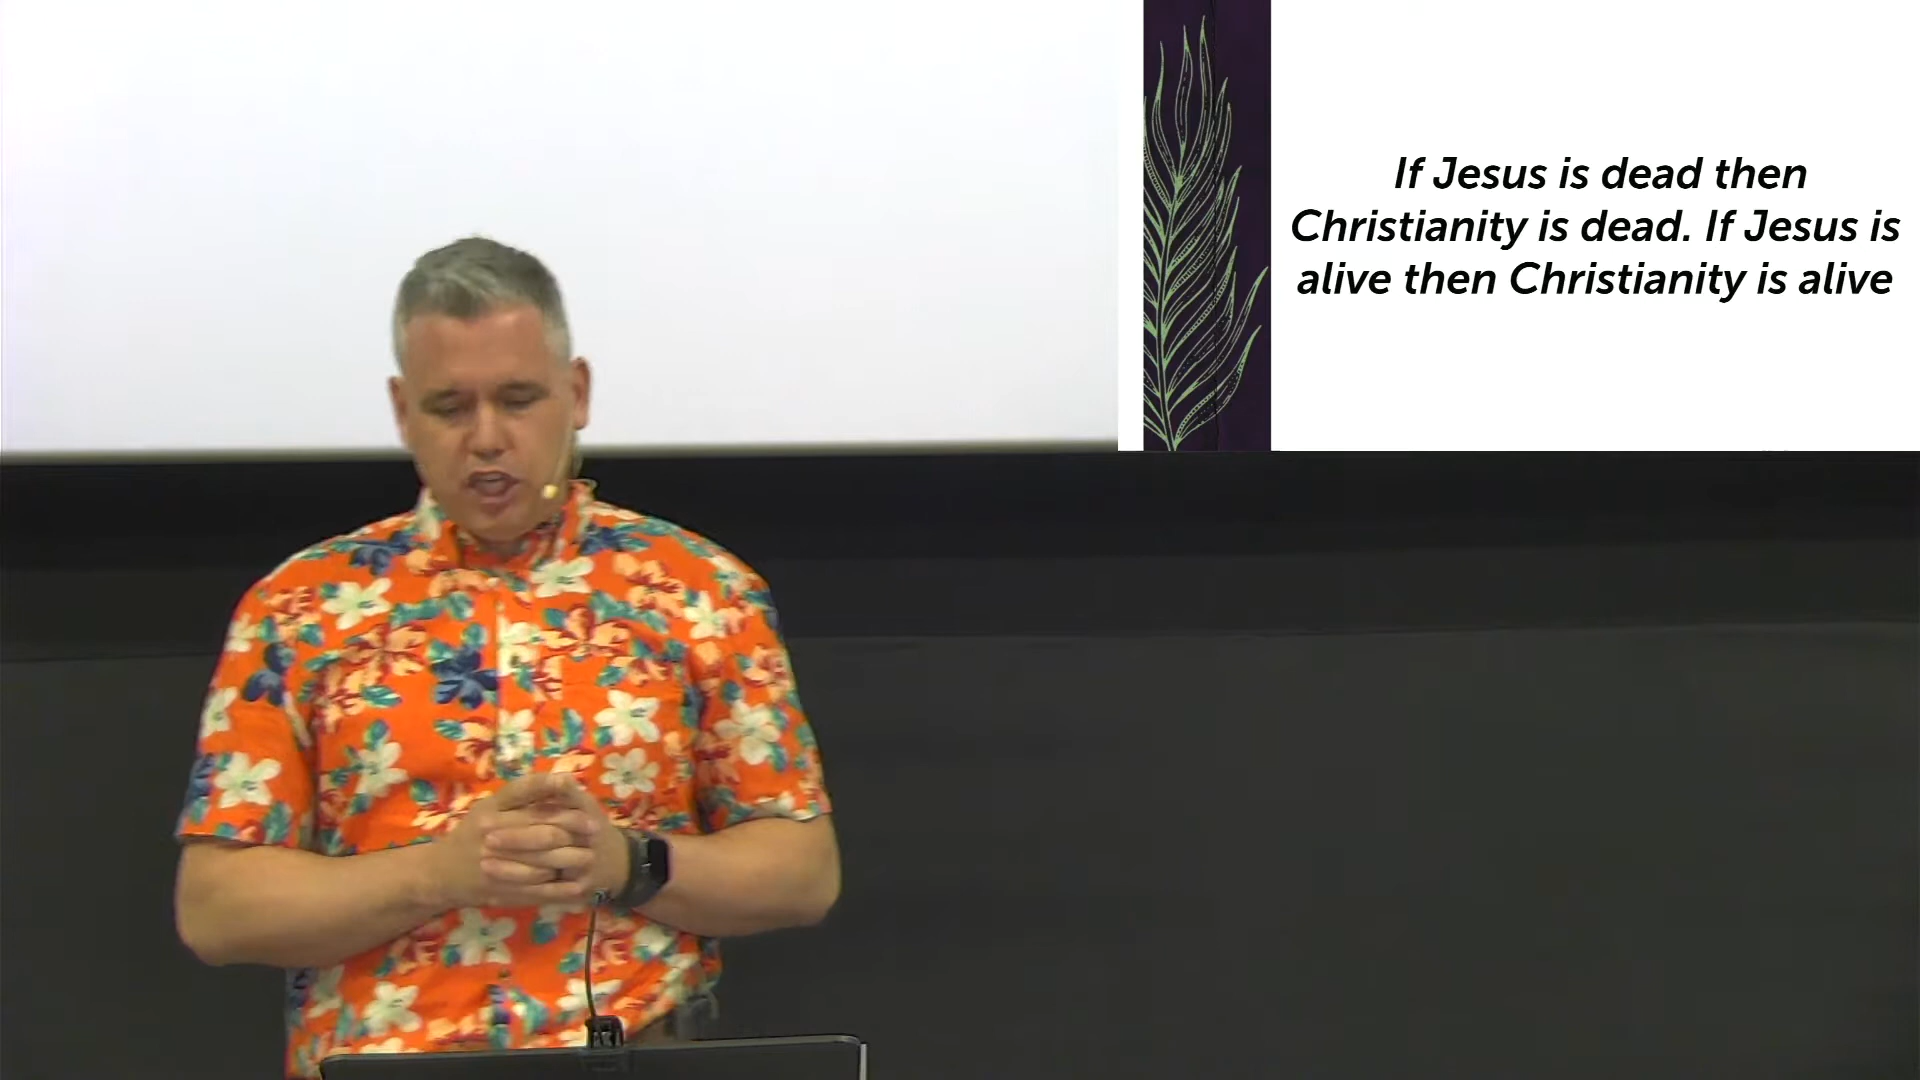 If Jesus is dead then
Christianity is dead. If Jesus is
alive then Christianity is alive